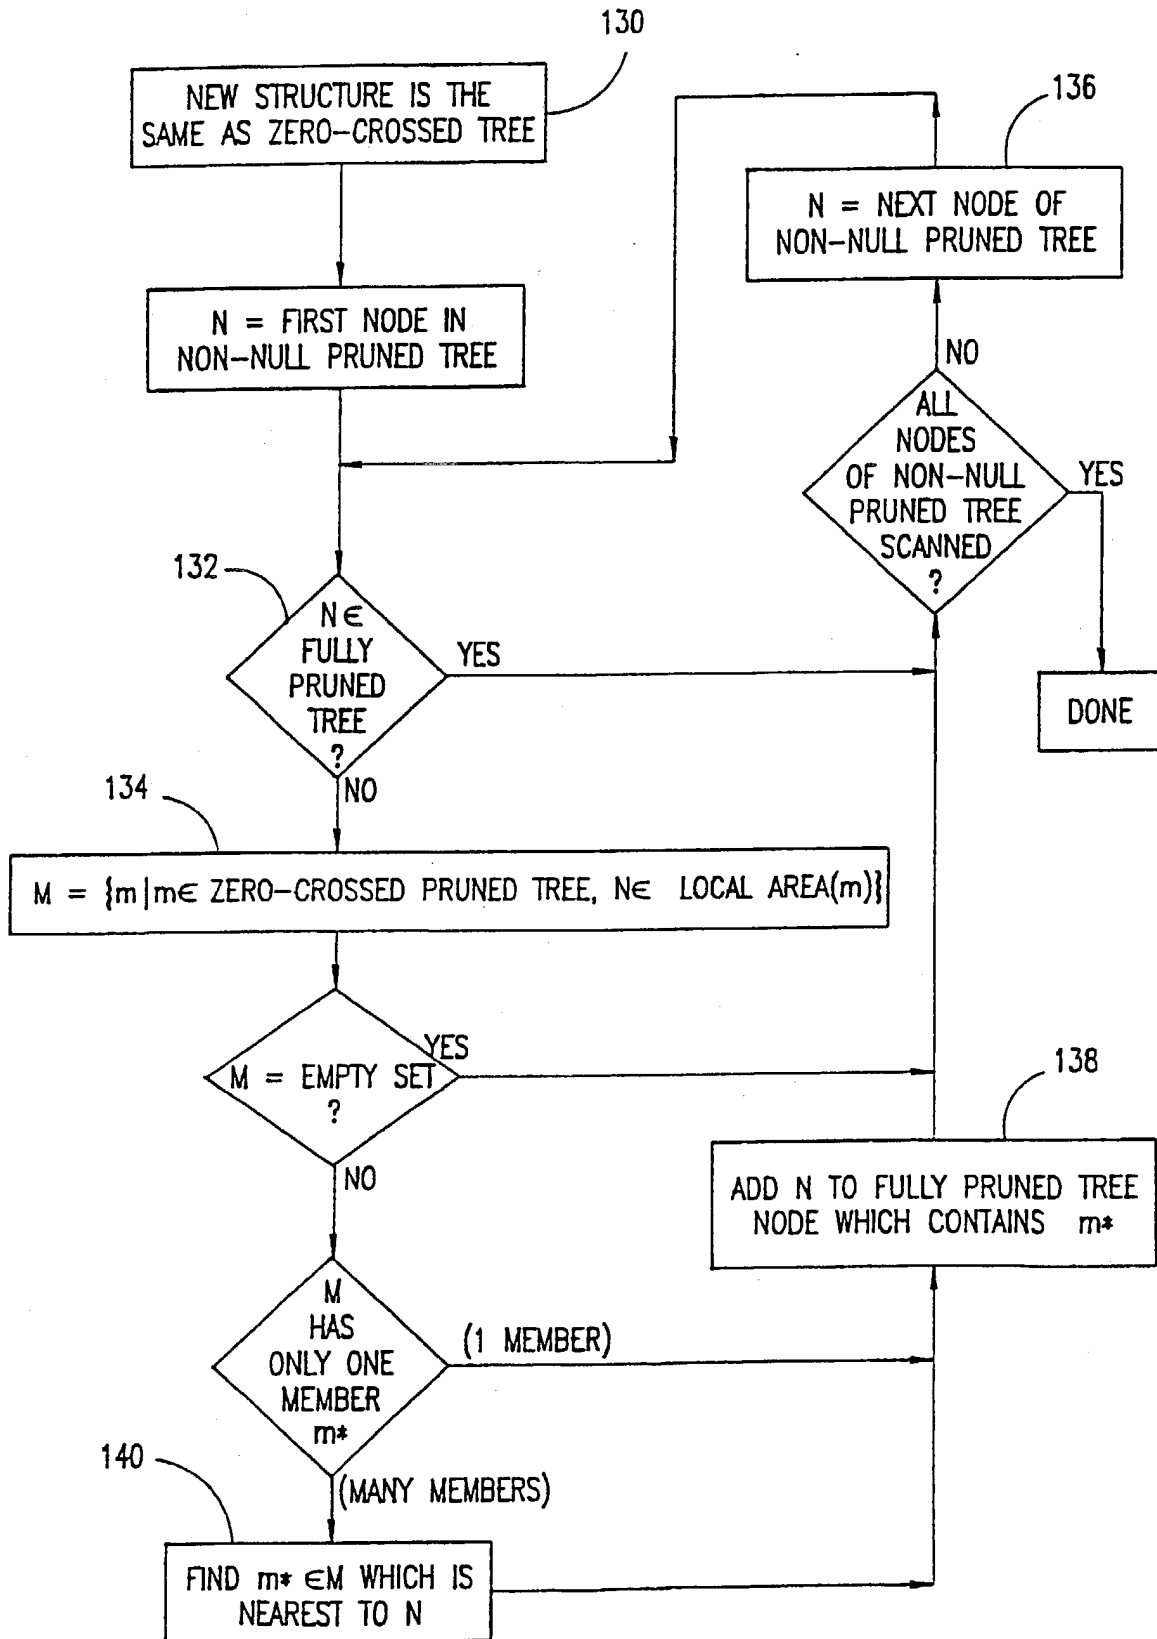 130
NEW STRUCTURE IS THE
SAME AS ZERO-CROSSED TREE
136
N = NEXT NODE OF
NON-NULL PRUNED TREE
N = FIRST NODE IN
NON-NULL PRUNED TREE
NO
ALL
NODES
OF NON-NULL
PRUNED TREE
SCANNED
?
YES
DONE
132
N∈
FULLY
PRUNED
TREE
?
YES
NO
134
M = {m|m∈ ZERO-CROSSED PRUNED TREE, N∈ LOCAL AREA(m)}
M = EMPTY SET
?
YES
NO
138
ADD N TO FULLY PRUNED TREE
NODE WHICH CONTAINS m*
M
HAS
ONLY ONE
MEMBER
m*
(1 MEMBER)
(MANY MEMBERS)
140
FIND m* ∈M WHICH IS
NEAREST TO N